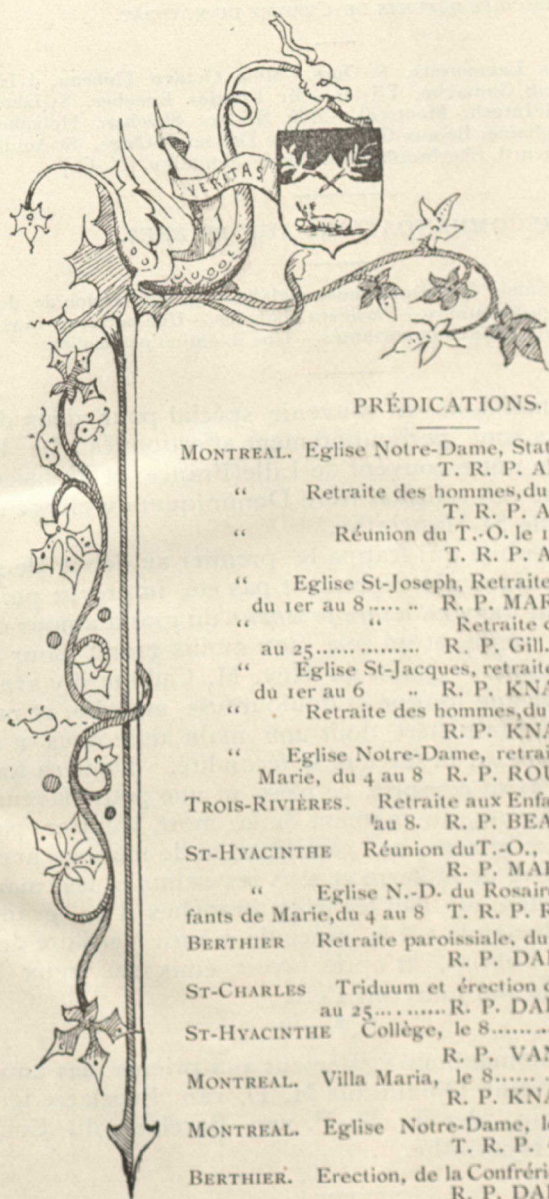 VERITAS
PRÉDICATIONS.
MONTREAL. Eglise Notre-Dame, Stat
T. R. P. A
“ Retraite des hommes,du
T. R. P. A
“ Réunion du T.-O. le 1
T. R. P. A
“ Eglise St-Joseph, Retraite
du 1er au 8..... .. R. P. MAR
“ “ Retraite d
au 25................ R. P. Gill.
“ Eglise St-Jacques, retraite
du 1er au 6 .. R. P. KNA
“ Retraite des hommes,du
R. P. KNA
“ Eglise Notre-Dame, retrai
Marie, du 4 au 8 R. P. ROU
TROIS-RIVIÈRES. Retraite aux Enfa
au 8. R. P. BEA
ST-HYACINTHE Réunion du T.-O.,
R. P. MAR
“ Eglise N.-D. du Rosair
fants de Marie,du 4 au 8 T. R. P. R
BERTHIER Retraite paroissiale, du
R. P. DAL
ST-CHARLES Triduum et érection d
au 25..........R. P. DAL
ST-HYACINTHE Collège, le 8.........
R. P. VAN
MONTREAL. Villa Maria, le 8......
R. P. KNA
MONTREAL. Eglise Notre-Dame, le
T. R. P.
BERTHIER. Erection, de la Confréri
R. P. DAL